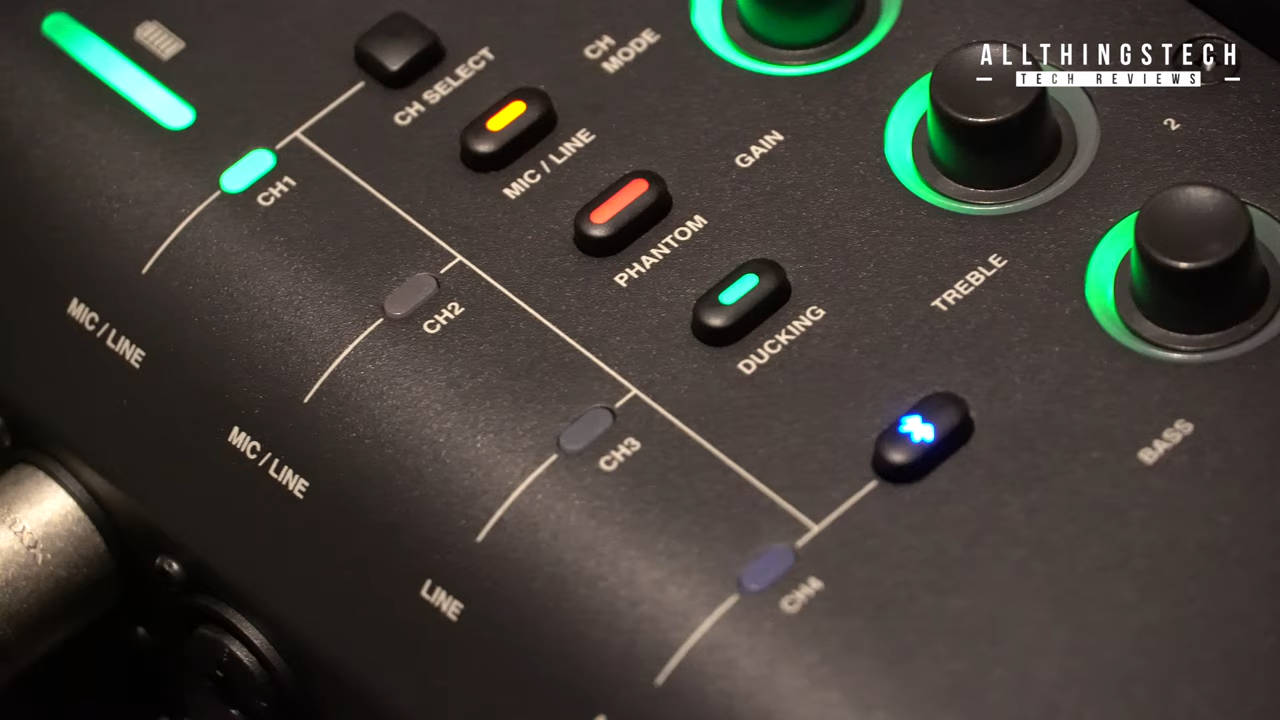 ALLTHINGSTECH
TECH REVIEWS
CH SELECT
CH
MODE
MIC / LINE
GAIN
2
CH1
PHANTOM
TREBLE
MIC / LINE
CH2
DUCKING
BASS
MIC / LINE
CH3
LINE
CH4